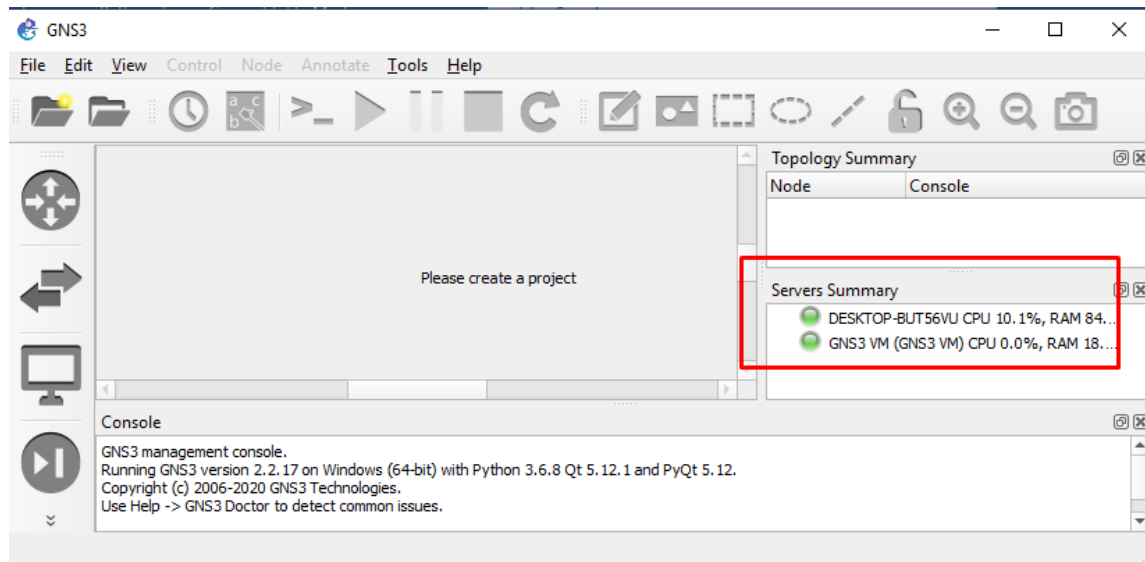 GNS3
File Edit View Control Node Annotate Tools Help
Topology Summary
Node Console
Please create a project
Servers Summary
DESKTOP-BUT56VU CPU 10.1%, RAM 84....
GNS3 VM (GNS3 VM) CPU 0.0%, RAM 18....
Console
GNS3 management console.
Running GNS3 version 2.2.17 on Windows (64-bit) with Python 3.6.8 Qt 5.12.1 and PyQt 5.12.
Copyright (c) 2006-2020 GNS3 Technologies.
Use Help -> GNS3 Doctor to detect common issues.